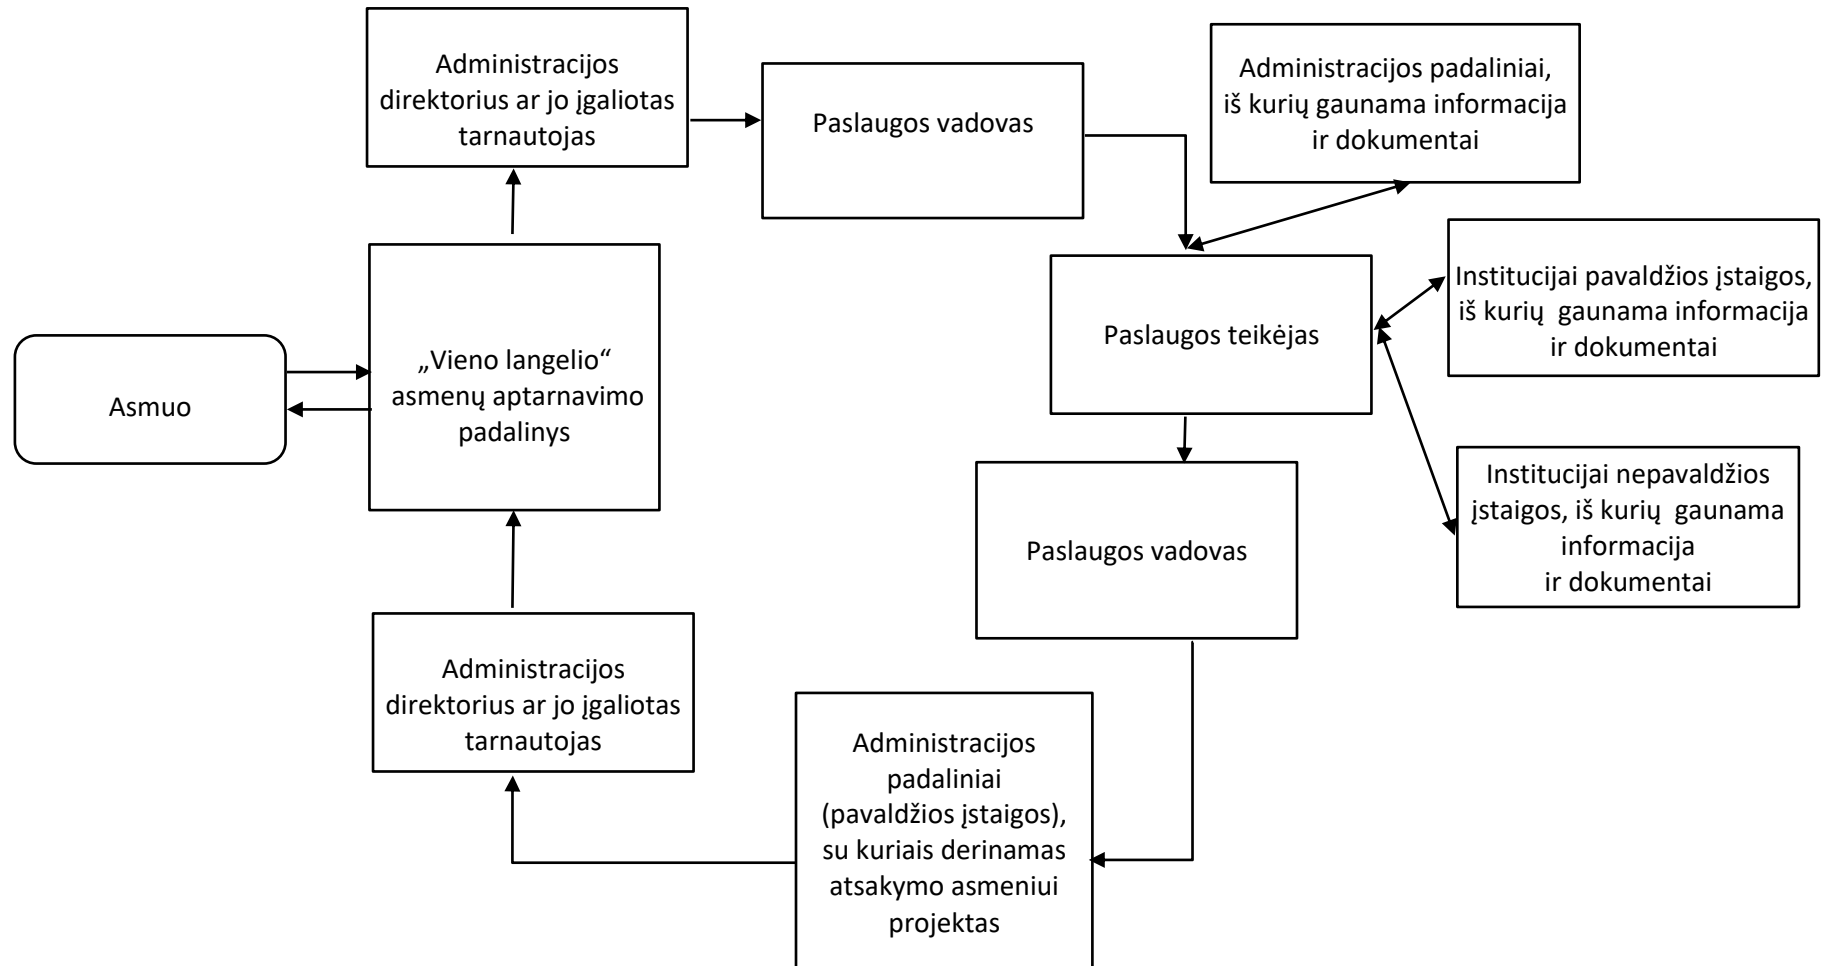 Administracijos
direktorius ar jo įgaliotas
tarnautojas
Paslaugos vadovas
Administracijos padaliniai,
iš kurių gaunama informacija
ir dokumentai
Institucijai pavaldžios įstaigos,
iš kurių gaunama informacija
ir dokumentai
Paslaugos teikėjas
„Vieno langelio“
asmenų aptarnavimo
padalinys
Asmuo
Institucijai nepavaldžios
įstaigos, iš kurių gaunama
informacija
ir dokumentai
Paslaugos vadovas
Administracijos
direktorius ar jo įgaliotas
tarnautojas
Administracijos
padaliniai
(pavaldžios įstaigos),
su kuriais derinamas
atsakymo asmeniui
projektas